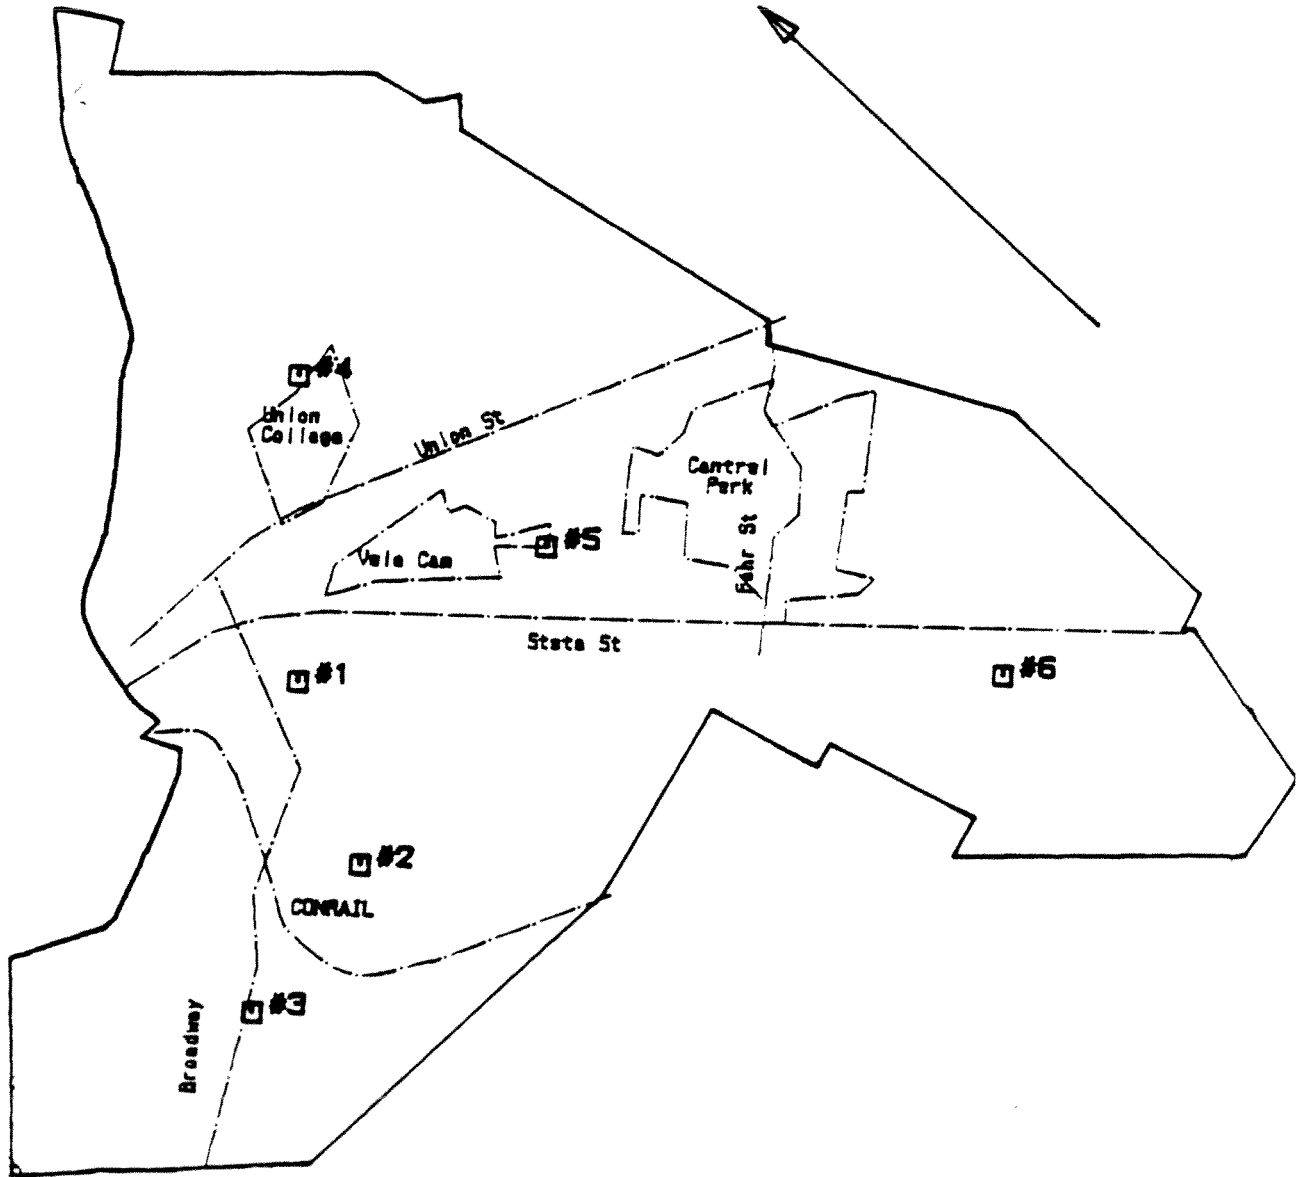 #4
Union
College
Union St
Central
Park
Vale Cem
#5
Fehr St
State St
#1
#6
#2
CONRAIL
#3
Broadway